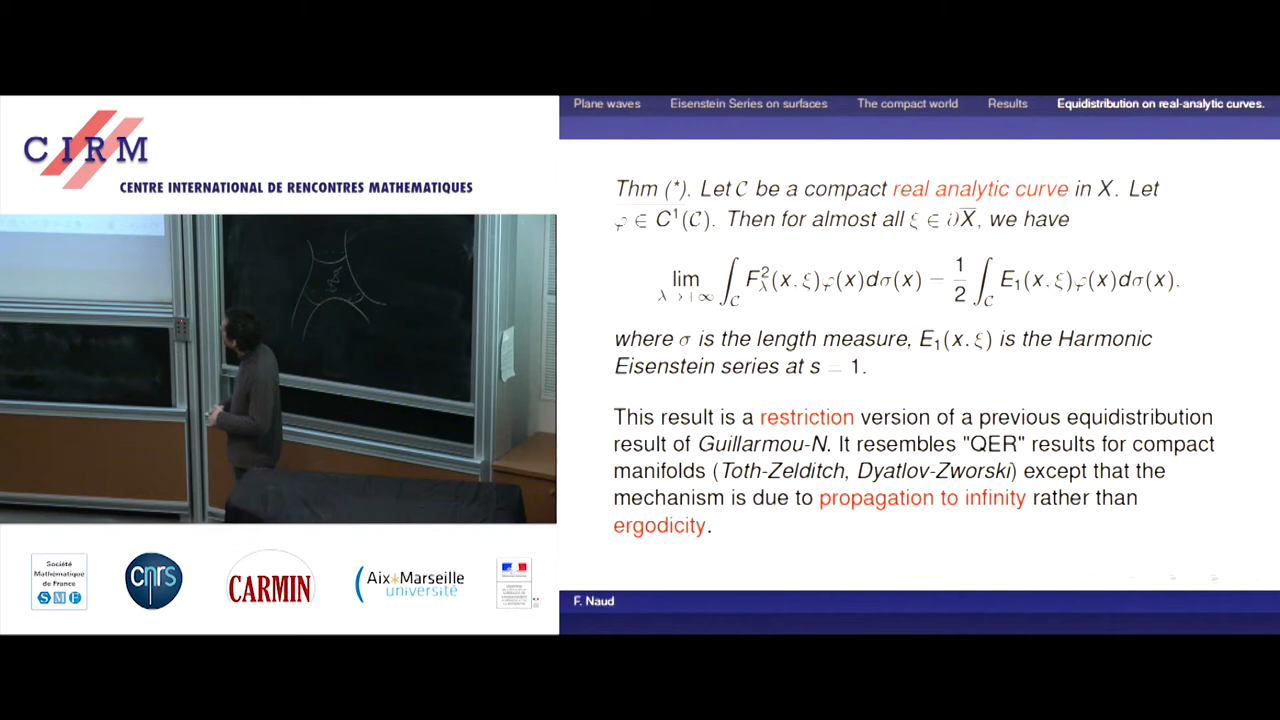 CIRM
CENTRE INTERNATIONAL DE RENCONTRES MATHEMATIQUES
Plane waves Eisenstein Series on surfaces The compact world Results Equidistribution on real-analytic curves.
Thm (*). Let C be a compact real analytic curve in X. Let
φ ∈ C¹(C). Then for almost all ξ ∈ ∂X̅, we have
lim λ→+∞ ∫_C F²_λ(x, ξ)φ(x)dσ(x) = 1/2 ∫_C E₁(x, ξ)φ(x)dσ(x).
where σ is the length measure, E₁(x, ξ) is the Harmonic
Eisenstein series at s = 1.
This result is a restriction version of a previous equidistribution
result of Guillarmou-N. It resembles "QER" results for compact
manifolds (Toth-Zelditch, Dyatlov-Zworski) except that the
mechanism is due to propagation to infinity rather than
ergodicity.
F. Naud
Société
Mathématique
de France
SMF
cnrs
CARMIN
Aix*Marseille
université